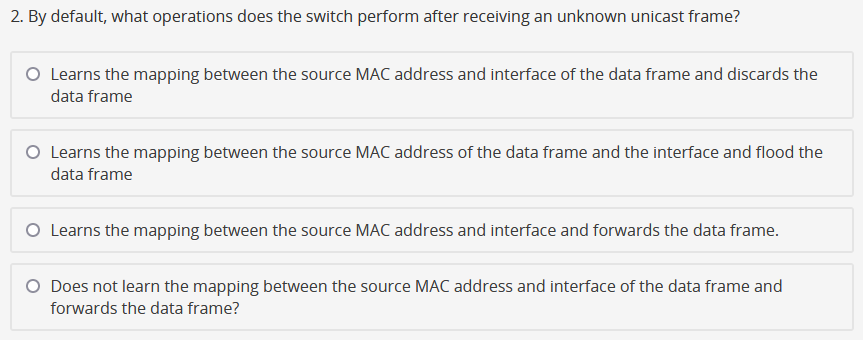 2. By default, what operations does the switch perform after receiving an unknown unicast frame?
Learns the mapping between the source MAC address and interface of the data frame and discards the
data frame
Learns the mapping between the source MAC address of the data frame and the interface and flood the
data frame
Learns the mapping between the source MAC address and interface and forwards the data frame.
Does not learn the mapping between the source MAC address and interface of the data frame and
forwards the data frame?